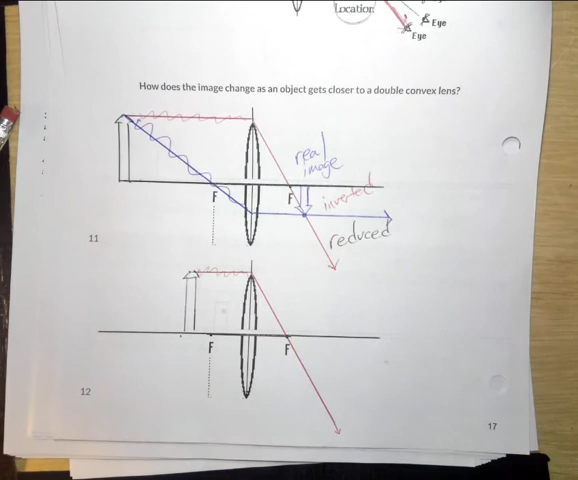 Location
Eye
Eye
How does the image change as an object gets closer to a double convex lens?
real
image
F
F
inverted
reduced
11
F
F
12
17